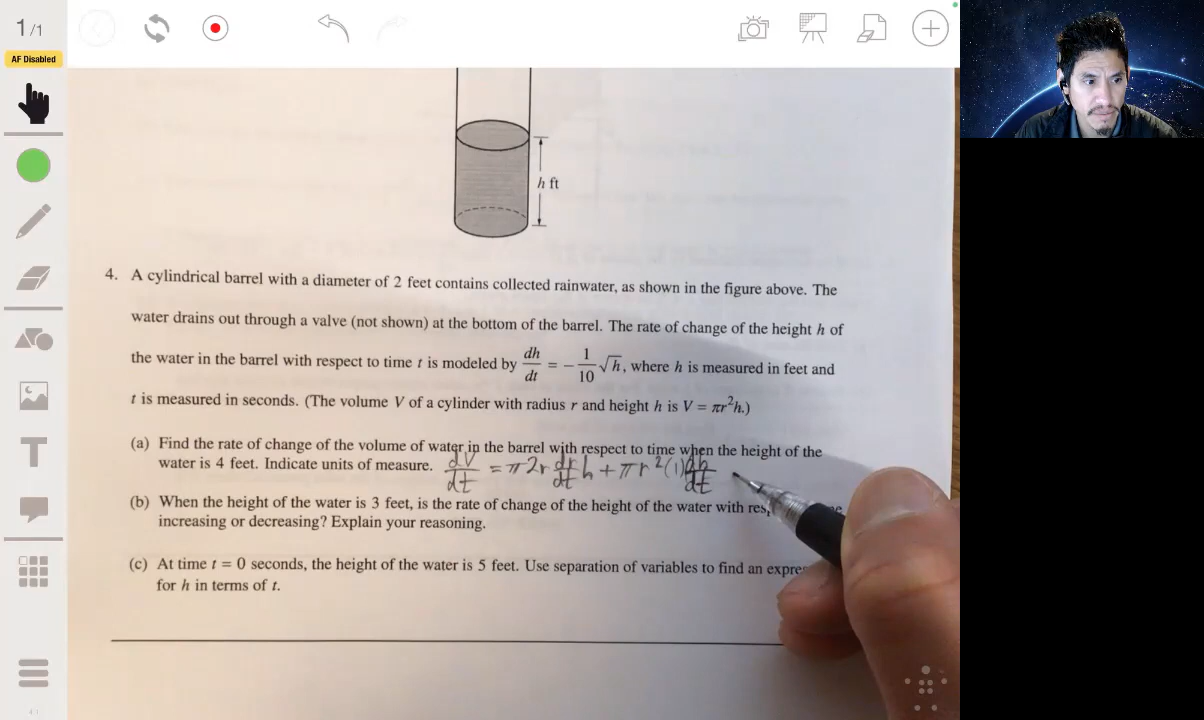 1/1
AF Disabled
h ft
4. A cylindrical barrel with a diameter of 2 feet contains collected rainwater, as shown in the figure above. The
water drains out through a valve (not shown) at the bottom of the barrel. The rate of change of the height h of
the water in the barrel with respect to time t is modeled by dh/dt = −1/10 √h, where h is measured in feet and
t is measured in seconds. (The volume V of a cylinder with radius r and height h is V = πr²h.)
(a) Find the rate of change of the volume of water in the barrel with respect to time when the height of the
water is 4 feet. Indicate units of measure. dV/dt = π2r dr/dt h + πr²(1) dh/dt
(b) When the height of the water is 3 feet, is the rate of change of the height of the water with
increasing or decreasing? Explain your reasoning.
(c) At time t = 0 seconds, the height of the water is 5 feet. Use separation of variables to find an
for h in terms of t.
T